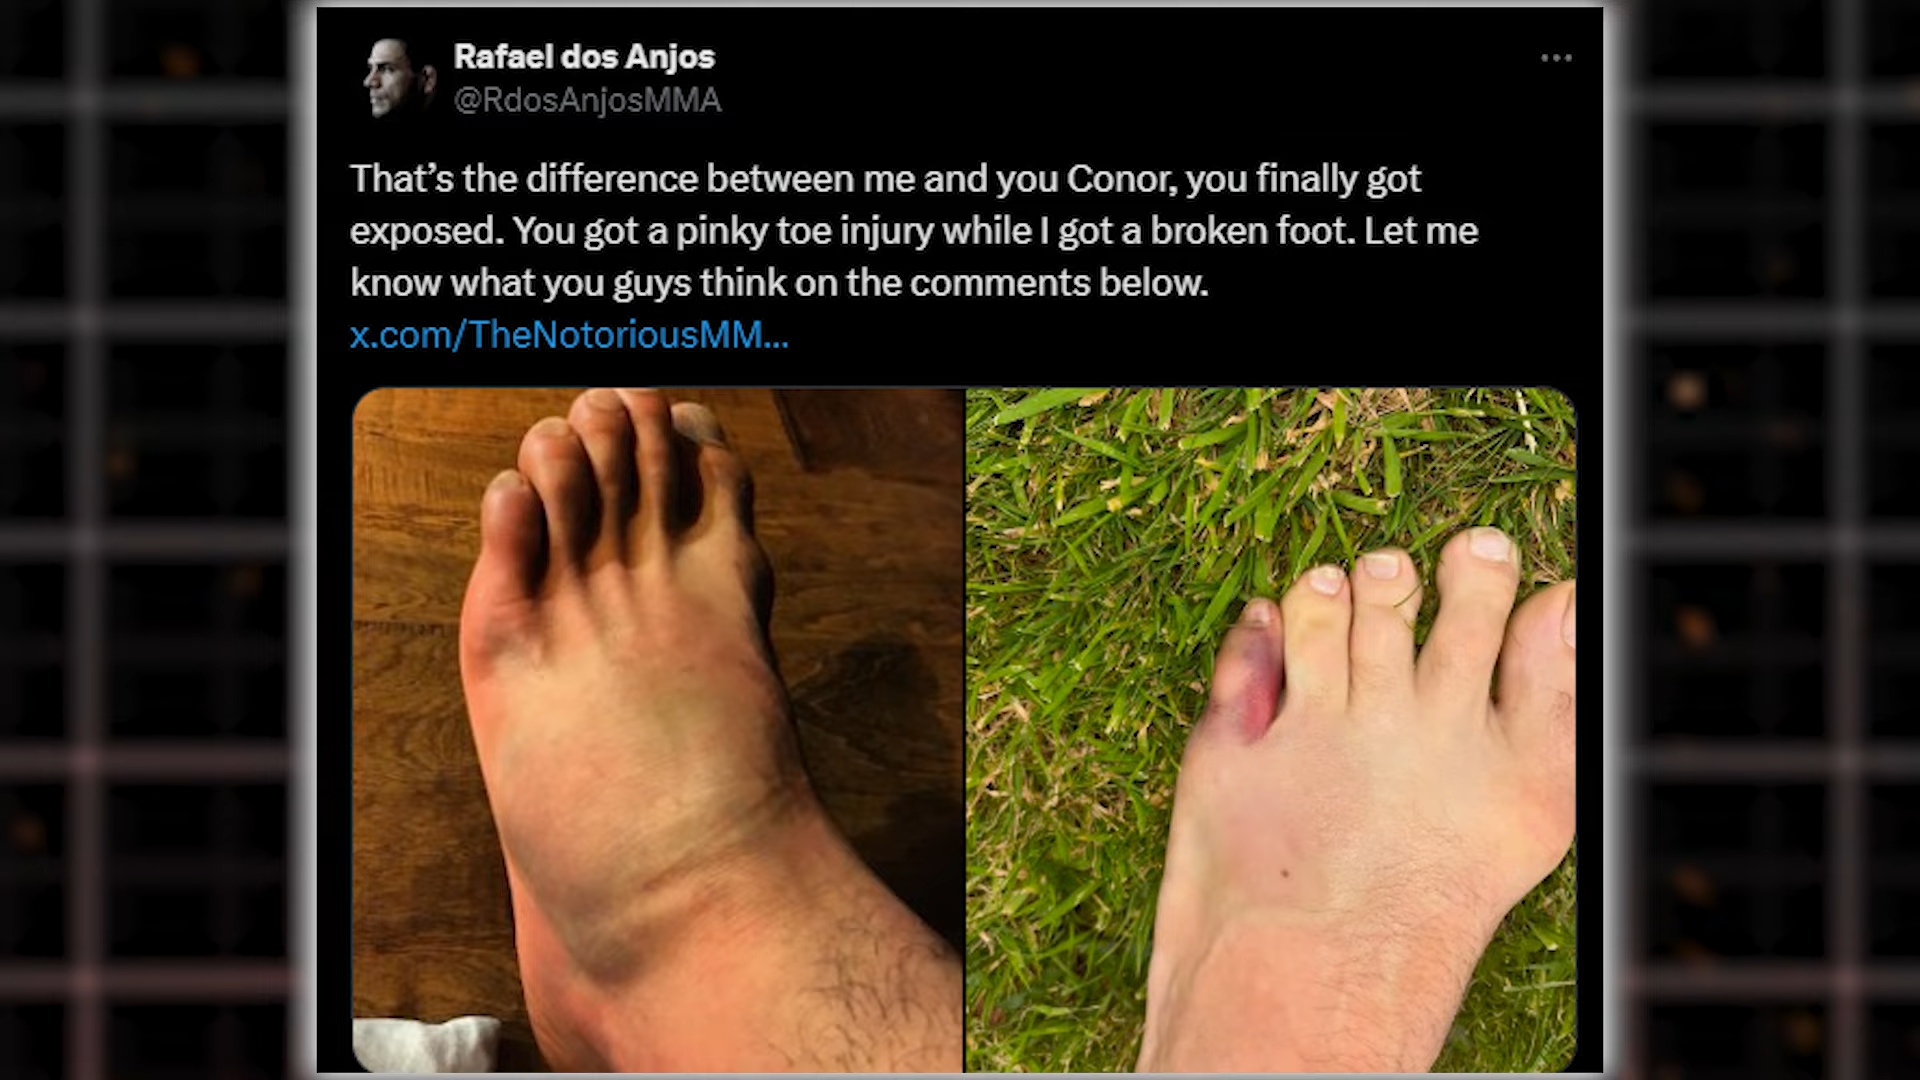 Rafael dos Anjos
@RdosAnjosMMA
That’s the difference between me and you Conor, you finally got
exposed. You got a pinky toe injury while I got a broken foot. Let me
know what you guys think on the comments below.
x.com/TheNotoriousMM...